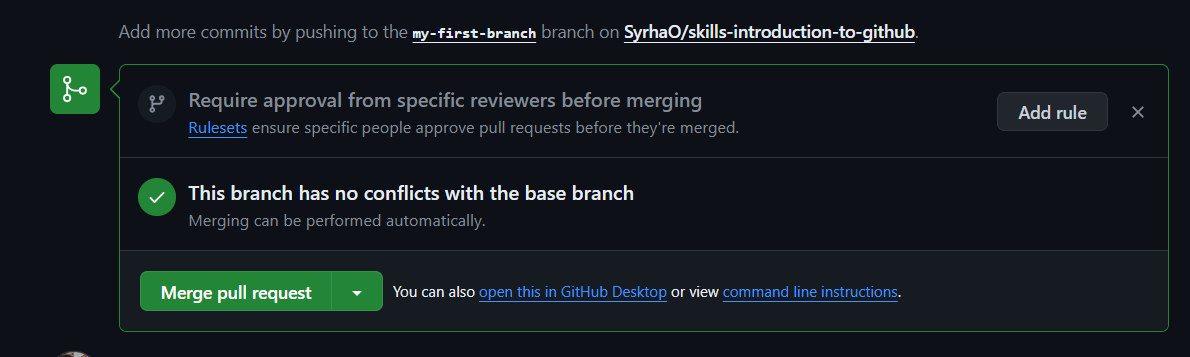 Add more commits by pushing to the my-first-branch branch on SyrhaO/skills-introduction-to-github.
Require approval from specific reviewers before merging
Add rule
Rulesets ensure specific people approve pull requests before they're merged.
This branch has no conflicts with the base branch
Merging can be performed automatically.
Merge pull request
You can also open this in GitHub Desktop or view command line instructions.